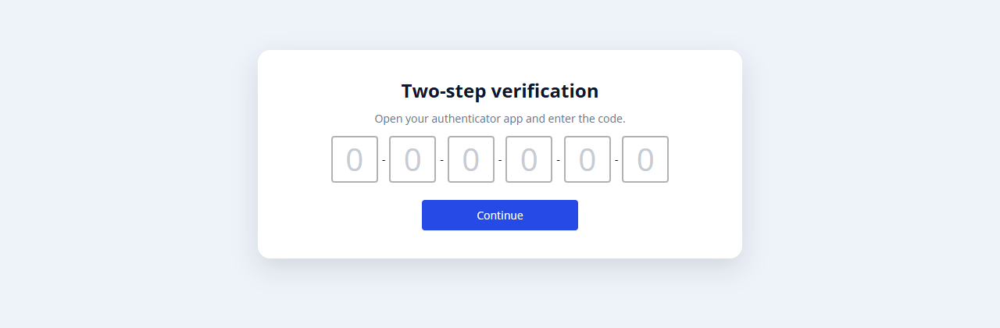 Two-step verification
Open your authenticator app and enter the code.
0 - 0 - 0 - 0 - 0 - 0
Continue